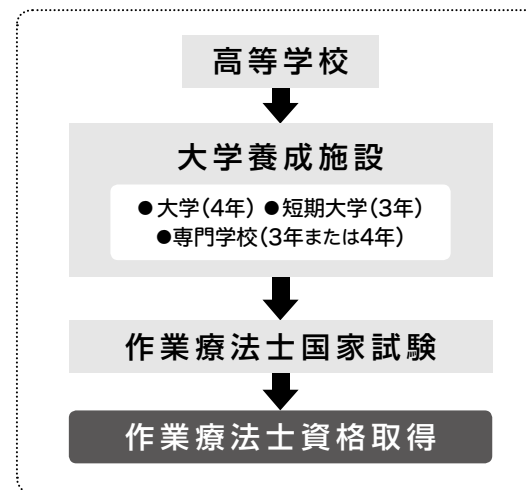 高等学校
大学養成施設
●大学(4年) ●短期大学(3年)
●専門学校(3年または4年)
作業療法士国家試験
作業療法士資格取得